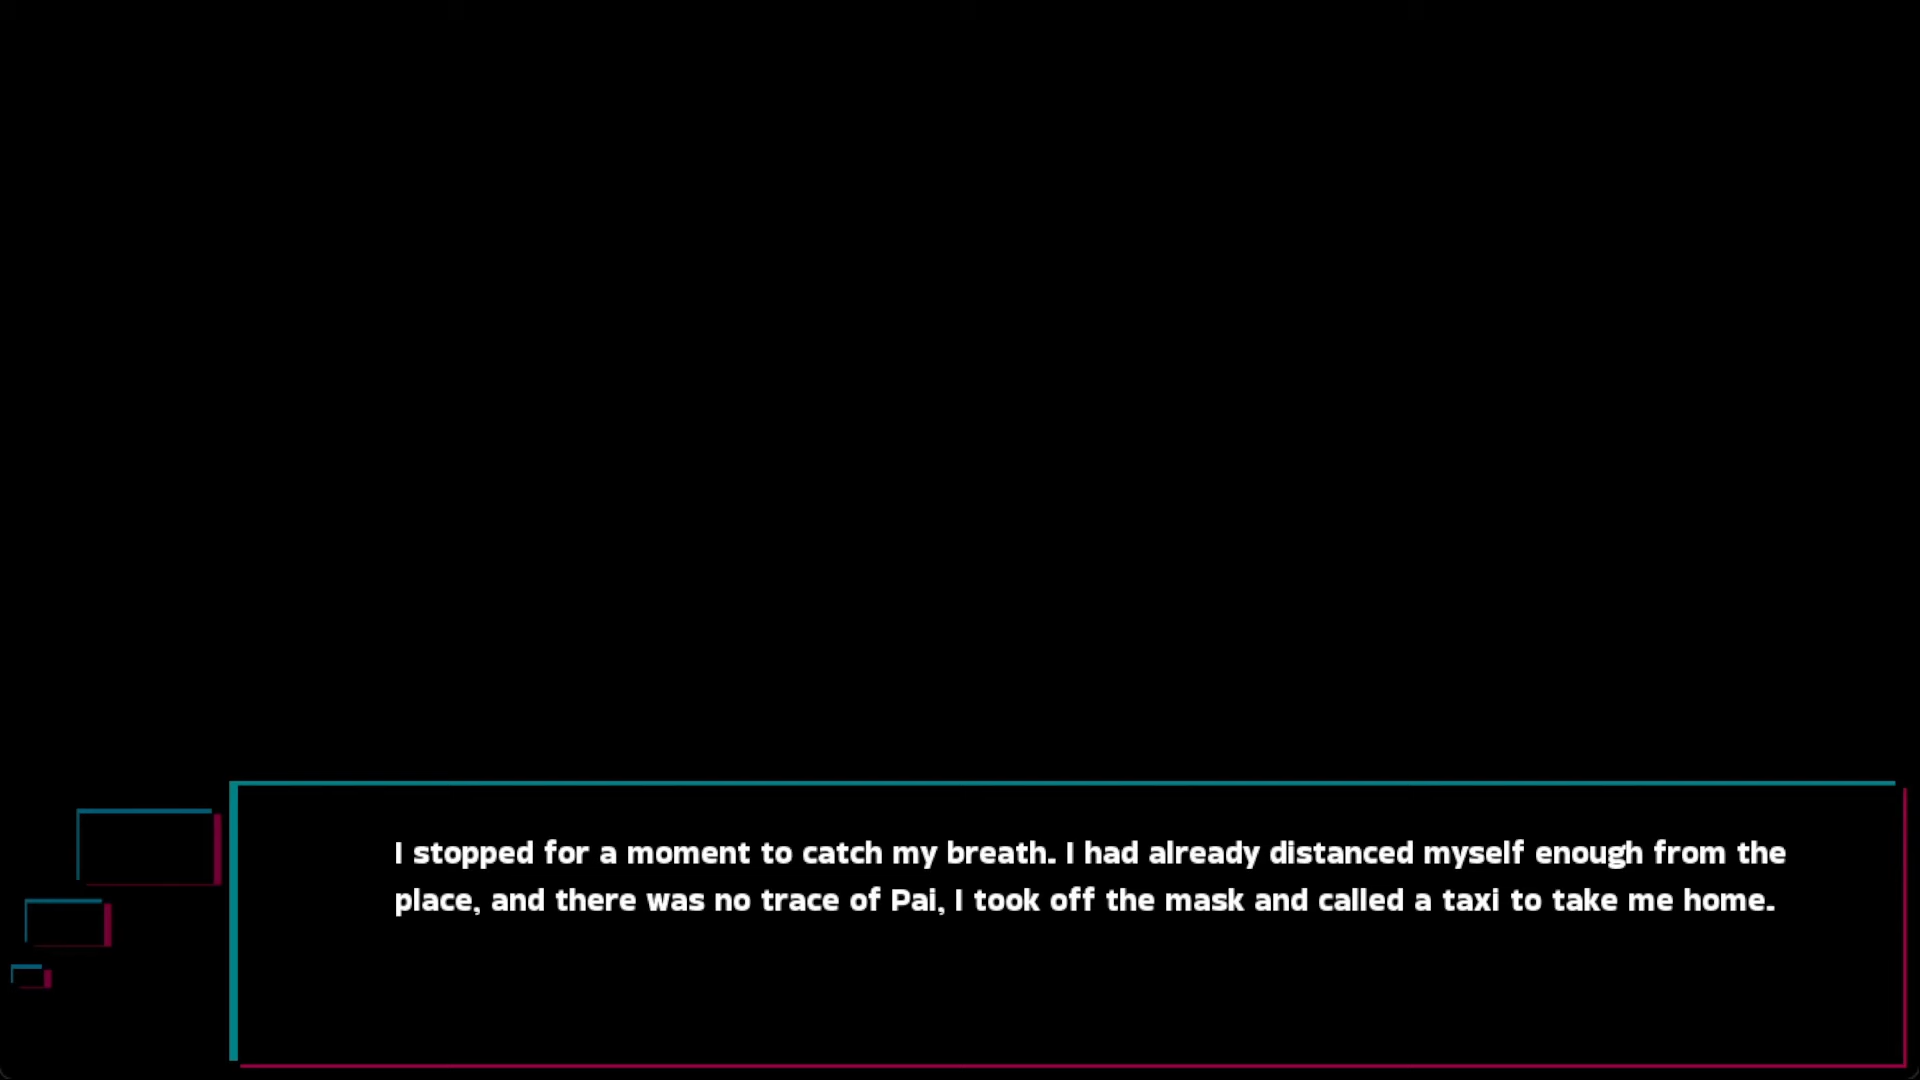 I stopped for a moment to catch my breath. I had already distanced myself enough from the
place, and there was no trace of Pai, I took off the mask and called a taxi to take me home.